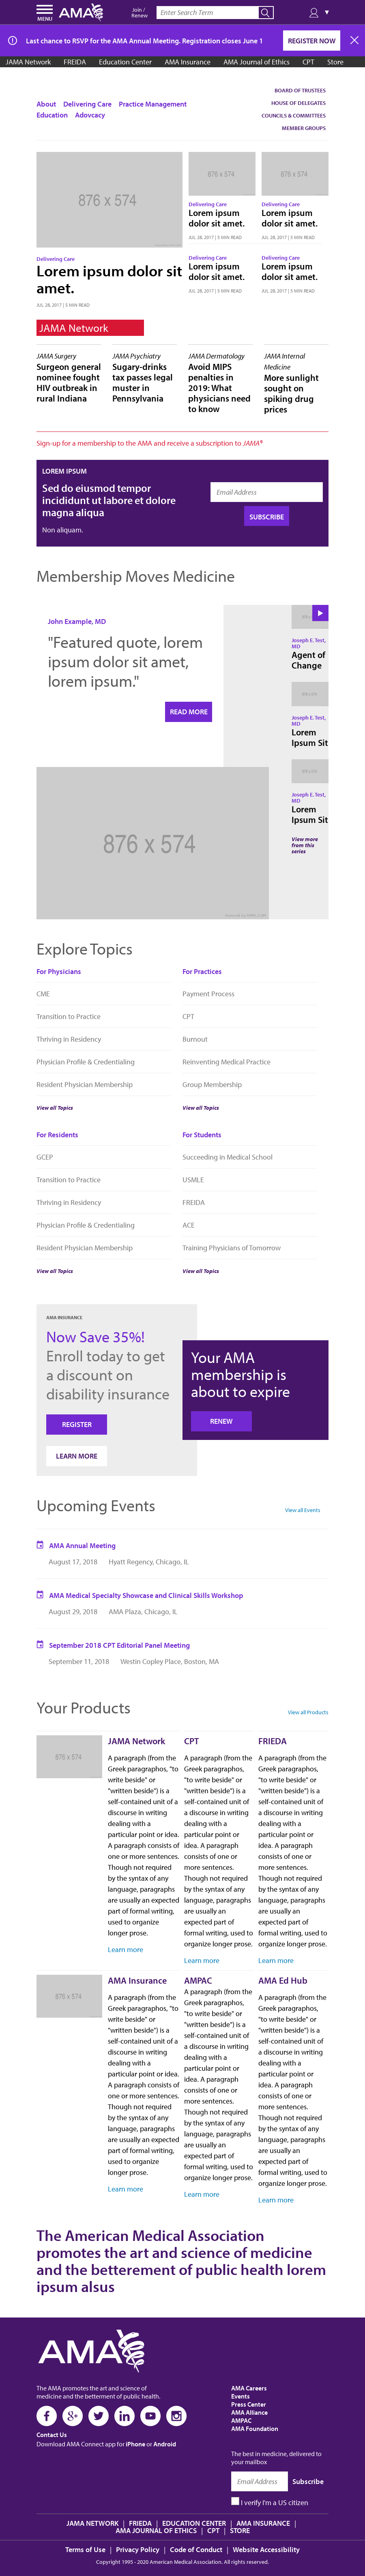 MENU
AMA
Join /
Renew
Enter Search Term
Last chance to RSVP for the AMA Annual Meeting. Registration closes June 1
REGISTER NOW
JAMA Network FREIDA Education Center AMA Insurance AMA Journal of Ethics CPT Store
About Delivering Care Practice Management
Education Adovcacy
BOARD OF TRUSTEES
HOUSE OF DELEGATES
COUNCILS & COMMITTEES
MEMBER GROUPS
876 × 574
Delivering Care
Lorem ipsum dolor sit
amet.
JUL 28, 2017 | 5 MIN READ
876 × 574
Delivering Care
Lorem ipsum
dolor sit amet.
JUL 28, 2017 | 5 MIN READ
876 × 574
Delivering Care
Lorem ipsum
dolor sit amet.
JUL 28, 2017 | 5 MIN READ
Delivering Care
Lorem ipsum
dolor sit amet.
JUL 28, 2017 | 5 MIN READ
Delivering Care
Lorem ipsum
dolor sit amet.
JUL 28, 2017 | 5 MIN READ
JAMA Network
JAMA Surgery
Surgeon general
nominee fought
HIV outbreak in
rural Indiana
JAMA Psychiatry
Sugary-drinks
tax passes legal
muster in
Pennsylvania
JAMA Dermatology
Avoid MIPS
penalties in
2019: What
physicians need
to know
JAMA Internal
Medicine
More sunlight
sought on
spiking drug
prices
Sign-up for a membership to the AMA and receive a subscription to JAMA®
LOREM IPSUM
Sed do eiusmod tempor
incididunt ut labore et dolore
magna aliqua
Non aliquam.
Email Address
SUBSCRIBE
Membership Moves Medicine
John Example, MD
"Featured quote, lorem
ipsum dolor sit amet,
lorem ipsum."
READ MORE
876 × 574
Joseph E. Test,
MD
Agent of
Change
Joseph E. Test,
MD
Lorem
Ipsum Sit
Joseph E. Test,
MD
Lorem
Ipsum Sit
View more
from this
series
Explore Topics
For Physicians
CME
Transition to Practice
Thriving in Residency
Physician Profile & Credentialing
Resident Physician Membership
View all Topics
For Practices
Payment Process
CPT
Burnout
Reinventing Medical Practice
Group Membership
View all Topics
For Residents
GCEP
Transition to Practice
Thriving in Residency
Physician Profile & Credentialing
Resident Physician Membership
View all Topics
For Students
Succeeding in Medical School
USMLE
FREIDA
ACE
Training Physicians of Tomorrow
View all Topics
AMA INSURANCE
Now Save 35%!
Enroll today to get
a discount on
disability insurance
REGISTER
LEARN MORE
Your AMA
membership is
about to expire
RENEW
Upcoming Events
View all Events
AMA Annual Meeting
August 17, 2018 Hyatt Regency, Chicago, IL
AMA Medical Specialty Showcase and Clinical Skills Workshop
August 29, 2018 AMA Plaza, Chicago, IL
September 2018 CPT Editorial Panel Meeting
September 11, 2018 Westin Copley Place, Boston, MA
Your Products
View all Products
876 × 574
JAMA Network
A paragraph (from the
Greek paragraphos, "to
write beside" or
"written beside") is a
self-contained unit of a
discourse in writing
dealing with a
particular point or idea.
A paragraph consists of
one or more sentences.
Though not required
by the syntax of any
language, paragraphs
are usually an expected
part of formal writing,
used to organize
longer prose.
Learn more
CPT
A paragraph (from the
Greek paragraphos,
"to write beside" or
"written beside") is a
self-contained unit of
a discourse in writing
dealing with a
particular point or
idea. A paragraph
consists of one or
more sentences.
Though not required
by the syntax of any
language, paragraphs
are usually an
expected part of
formal writing, used to
organize longer prose.
Learn more
FRIEDA
A paragraph (from the
Greek paragraphos,
"to write beside" or
"written beside") is a
self-contained unit of
a discourse in writing
dealing with a
particular point or
idea. A paragraph
consists of one or
more sentences.
Though not required
by the syntax of any
language, paragraphs
are usually an
expected part of
formal writing, used to
organize longer prose.
Learn more
876 × 574
AMA Insurance
A paragraph (from the
Greek paragraphos, "to
write beside" or
"written beside") is a
self-contained unit of a
discourse in writing
dealing with a
particular point or idea.
A paragraph consists of
one or more sentences.
Though not required
by the syntax of any
language, paragraphs
are usually an expected
part of formal writing,
used to organize
longer prose.
Learn more
AMPAC
A paragraph (from the
Greek paragraphos,
"to write beside" or
"written beside") is a
self-contained unit of
a discourse in writing
dealing with a
particular point or
idea. A paragraph
consists of one or
more sentences.
Though not required
by the syntax of any
language, paragraphs
are usually an
expected part of
formal writing, used to
organize longer prose.
Learn more
AMA Ed Hub
A paragraph (from the
Greek paragraphos,
"to write beside" or
"written beside") is a
self-contained unit of
a discourse in writing
dealing with a
particular point or
idea. A paragraph
consists of one or
more sentences.
Though not required
by the syntax of any
language, paragraphs
are usually an
expected part of
formal writing, used to
organize longer prose.
Learn more
The American Medical Association
promotes the art and science of medicine
and the betterement of public health lorem
ipsum alsus
AMA
The AMA promotes the art and science of
medicine and the betterment of public health.
Contact Us
Download AMA Connect app for iPhone or Android
AMA Careers
Events
Press Center
AMA Alliance
AMPAC
AMA Foundation
The best in medicine, delivered to
your mailbox
Email Address
Subscribe
I verify I'm a US citizen
JAMA NETWORK | FRIEDA | EDUCATION CENTER | AMA INSURANCE |
AMA JOURNAL OF ETHICS | CPT | STORE
Terms of Use | Privacy Policy | Code of Conduct | Website Accessibility
Copyright 1995 - 2020 American Medical Association. All rights reserved.